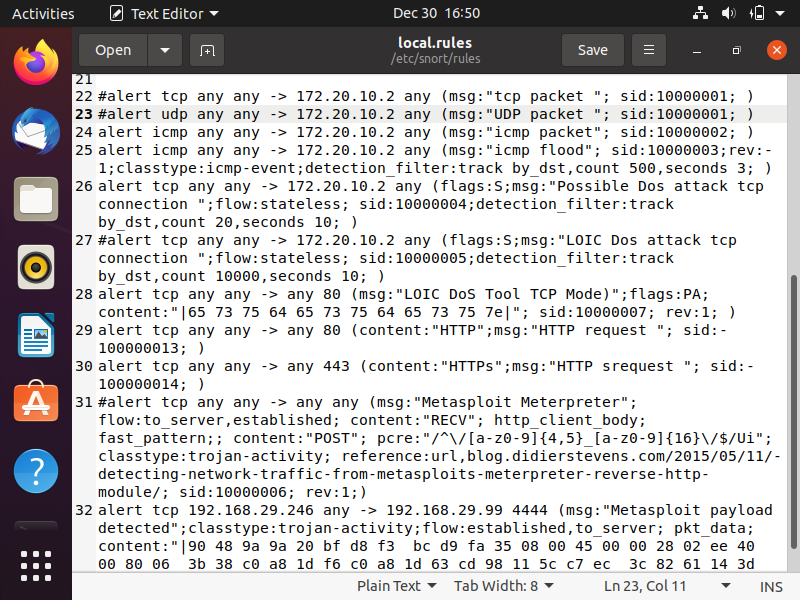 Activities Text Editor Dec 30 16:50
Open local.rules Save
/etc/snort/rules
21
22 #alert tcp any any -> 172.20.10.2 any (msg:"tcp packet "; sid:10000001; )
23 #alert udp any any -> 172.20.10.2 any (msg:"UDP packet "; sid:10000001; )
24 alert icmp any any -> 172.20.10.2 any (msg:"icmp packet"; sid:10000002; )
25 alert icmp any any -> 172.20.10.2 any (msg:"icmp flood"; sid:10000003;rev:-
1;classtype:icmp-event;detection_filter:track by_dst,count 500,seconds 3; )
26 alert tcp any any -> 172.20.10.2 any (flags:S;msg:"Possible Dos attack tcp
connection ";flow:stateless; sid:10000004;detection_filter:track
by_dst,count 20,seconds 10; )
27 #alert tcp any any -> 172.20.10.2 any (flags:S;msg:"LOIC Dos attack tcp
connection ";flow:stateless; sid:10000005;detection_filter:track
by_dst,count 10000,seconds 10; )
28 alert tcp any any -> any 80 (msg:"LOIC DoS Tool TCP Mode)";flags:PA;
content:"|65 73 75 64 65 73 75 64 65 73 75 7e|"; sid:10000007; rev:1; )
29 alert tcp any any -> any 80 (content:"HTTP";msg:"HTTP request "; sid:-
100000013; )
30 alert tcp any any -> any 443 (content:"HTTPs";msg:"HTTP srequest "; sid:-
100000014; )
31 #alert tcp any any -> any any (msg:"Metasploit Meterpreter";
flow:to_server,established; content:"RECV"; http_client_body;
fast_pattern;; content:"POST"; pcre:"/^\/[a-z0-9]{4,5}_[a-z0-9]{16}\/$/Ui";
classtype:trojan-activity; reference:url,blog.didierstevens.com/2015/05/11/-
detecting-network-traffic-from-metasploits-meterpreter-reverse-http-
module/; sid:10000006; rev:1;)
32 alert tcp 192.168.29.246 any -> 192.168.29.99 4444 (msg:"Metasploit payload
detected";classtype:trojan-activity;flow:established,to_server; pkt_data;
content:"|90 48 9a 9a 20 bf d8 f3  bc d9 fa 35 08 00 45 00 00 28 02 ee 40
00 80 06  3b 38 c0 a8 1d f6 c0 a8 1d 63 cd 98 11 5c c7 ec  3c 82 61 14 3d
Plain Text Tab Width: 8 Ln 23, Col 11 INS